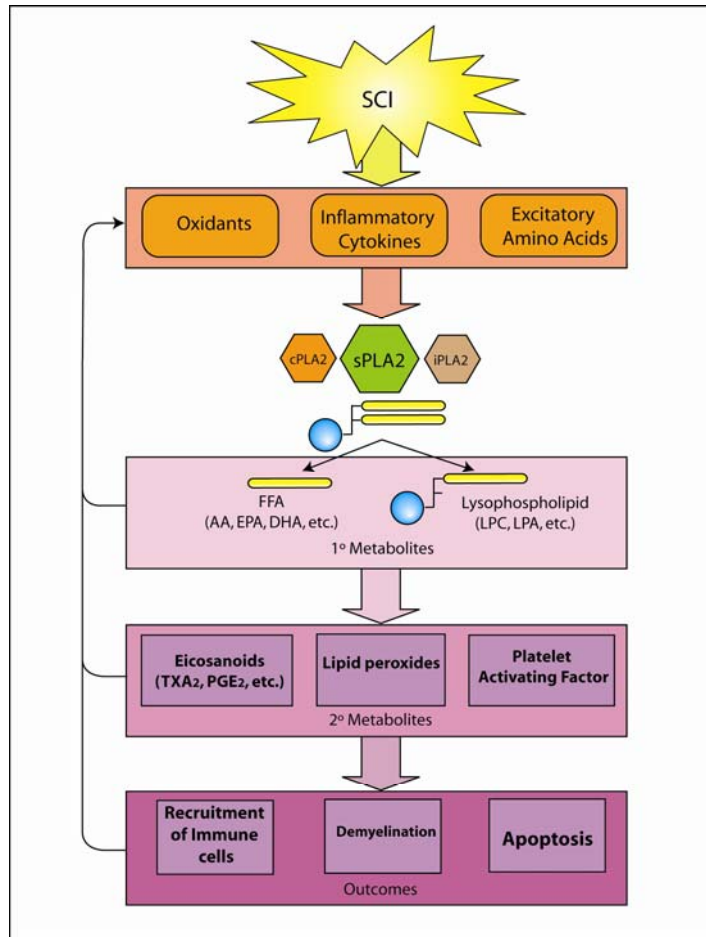 SCI
Oxidants
Inflammatory
Cytokines
Excitatory
Amino Acids
cPLA2
sPLA2
iPLA2
FFA
(AA, EPA, DHA, etc.)
Lysophospholipid
(LPC, LPA, etc.)
1º Metabolites
Eicosanoids
(TXA2, PGE2, etc.)
Lipid peroxides
Platelet
Activating Factor
2º Metabolites
Recruitment
of Immune
cells
Demyelination
Apoptosis
Outcomes